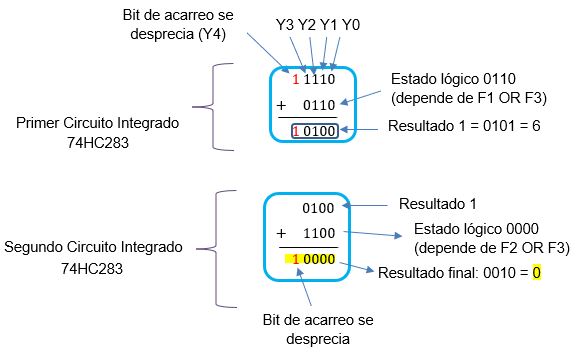 Bit de acarreo se
desprecia (Y4)
Y3 Y2 Y1 Y0
1 1110
+ 0110
1 0100
Estado lógico 0110
(depende de F1 OR F3)
Resultado 1 = 0101 = 6
Primer Circuito Integrado
74HC283
0100
+ 1100
1 0000
Resultado 1
Estado lógico 0000
(depende de F2 OR F3)
Resultado final: 0010 = 0
Segundo Circuito Integrado
74HC283
Bit de acarreo se
desprecia